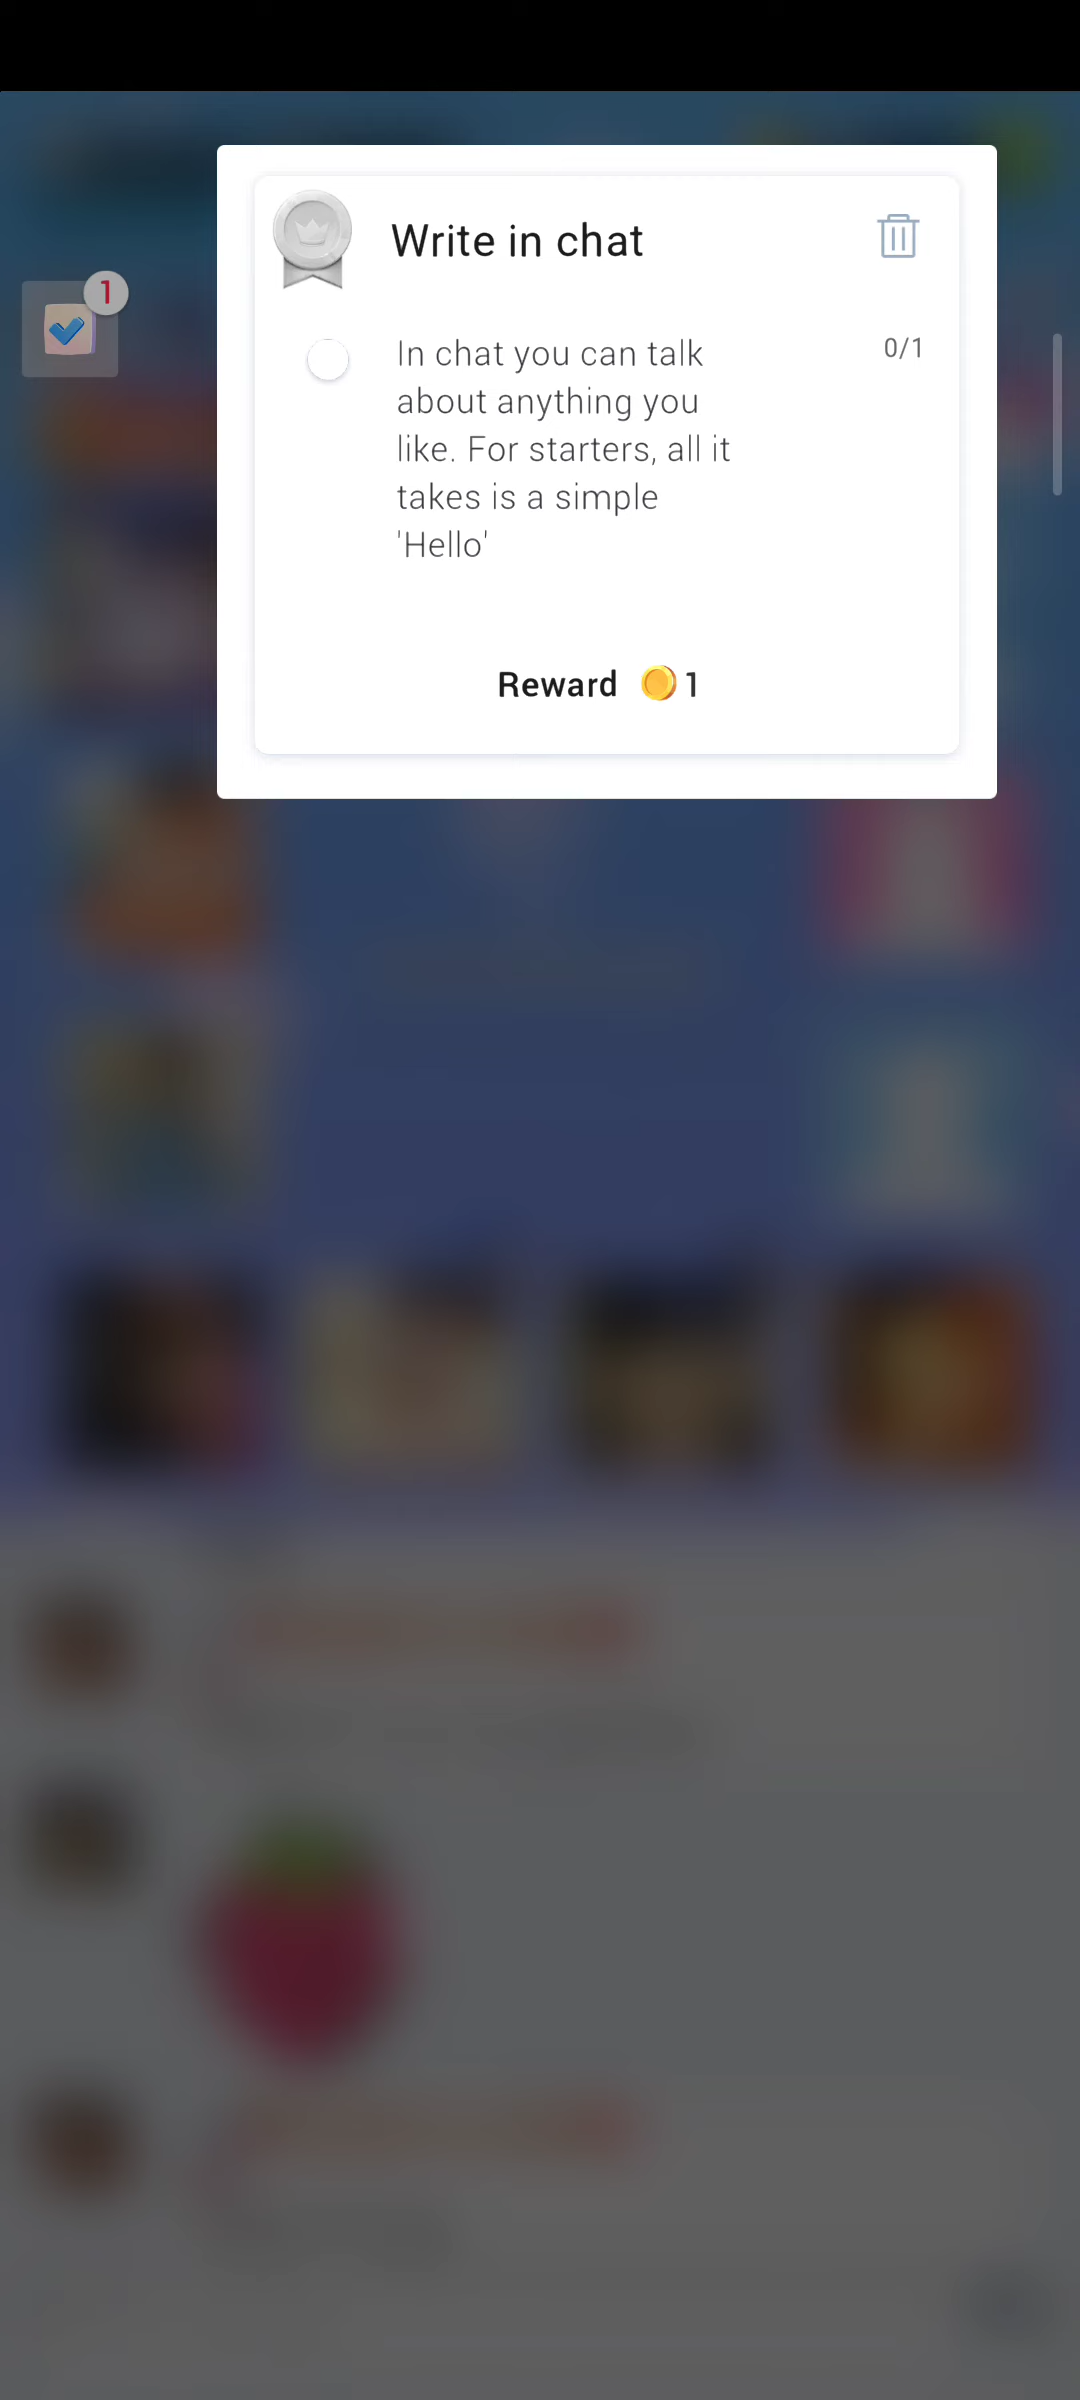 Write in chat
1
In chat you can talk
about anything you
like. For starters, all it
takes is a simple
'Hello'
0/1
Reward 1